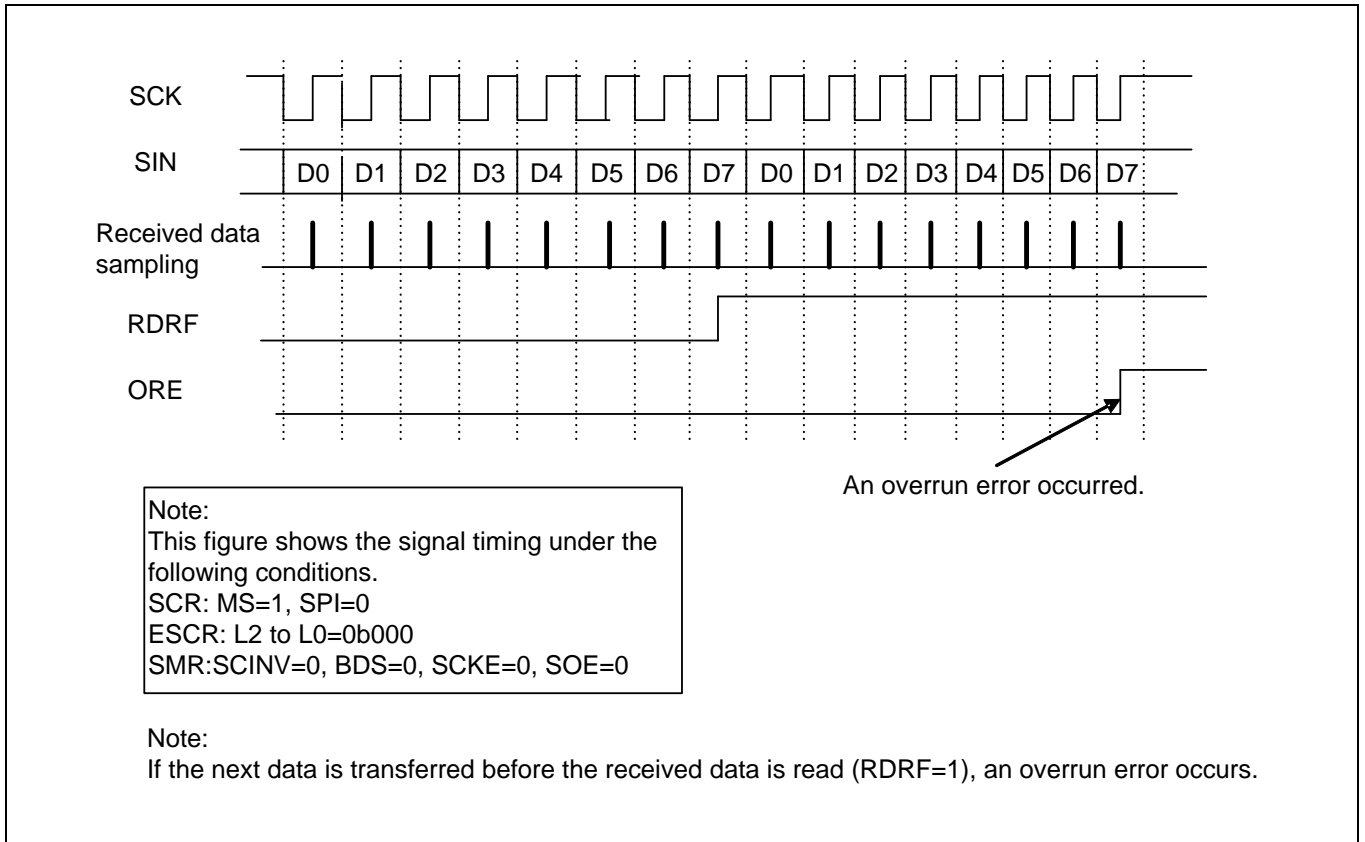 SCK
SIN
D0 D1 D2 D3 D4 D5 D6 D7 D0 D1 D2 D3 D4 D5 D6 D7
Received data
sampling
RDRF
ORE
An overrun error occurred.
Note:
This figure shows the signal timing under the
following conditions.
SCR: MS=1, SPI=0
ESCR: L2 to L0=0b000
SMR:SCINV=0, BDS=0, SCKE=0, SOE=0
Note:
If the next data is transferred before the received data is read (RDRF=1), an overrun error occurs.